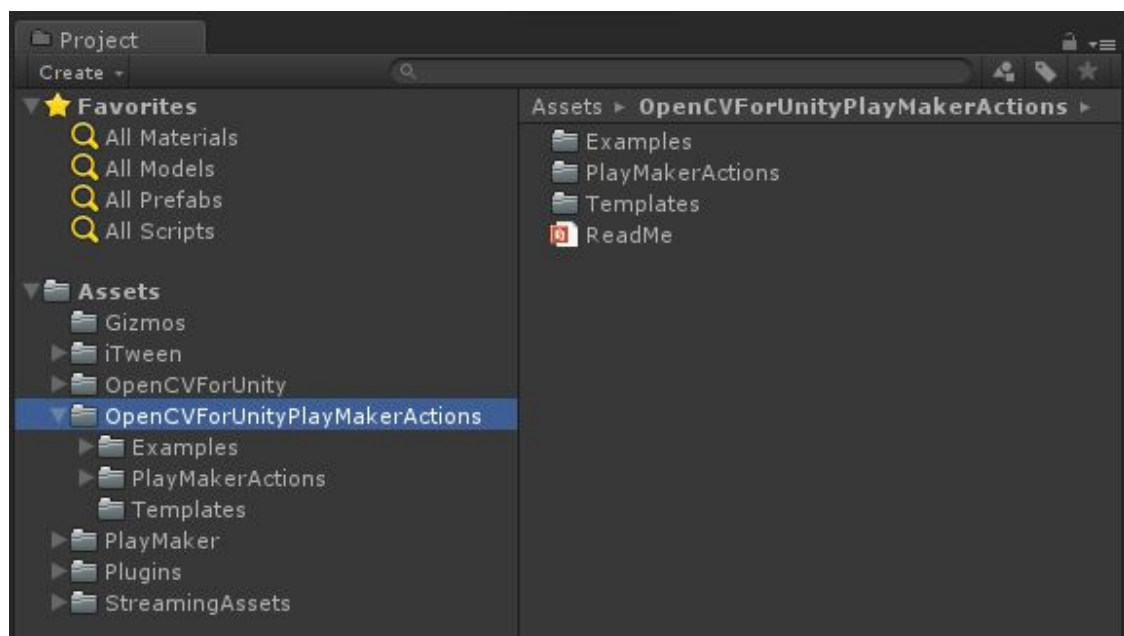 Project
Create
Favorites
All Materials
All Models
All Prefabs
All Scripts
Assets
Gizmos
iTween
OpenCVForUnity
OpenCVForUnityPlayMakerActions
Examples
PlayMakerActions
Templates
PlayMaker
Plugins
StreamingAssets
Assets ▸ OpenCVForUnityPlayMakerActions ▸
Examples
PlayMakerActions
Templates
ReadMe